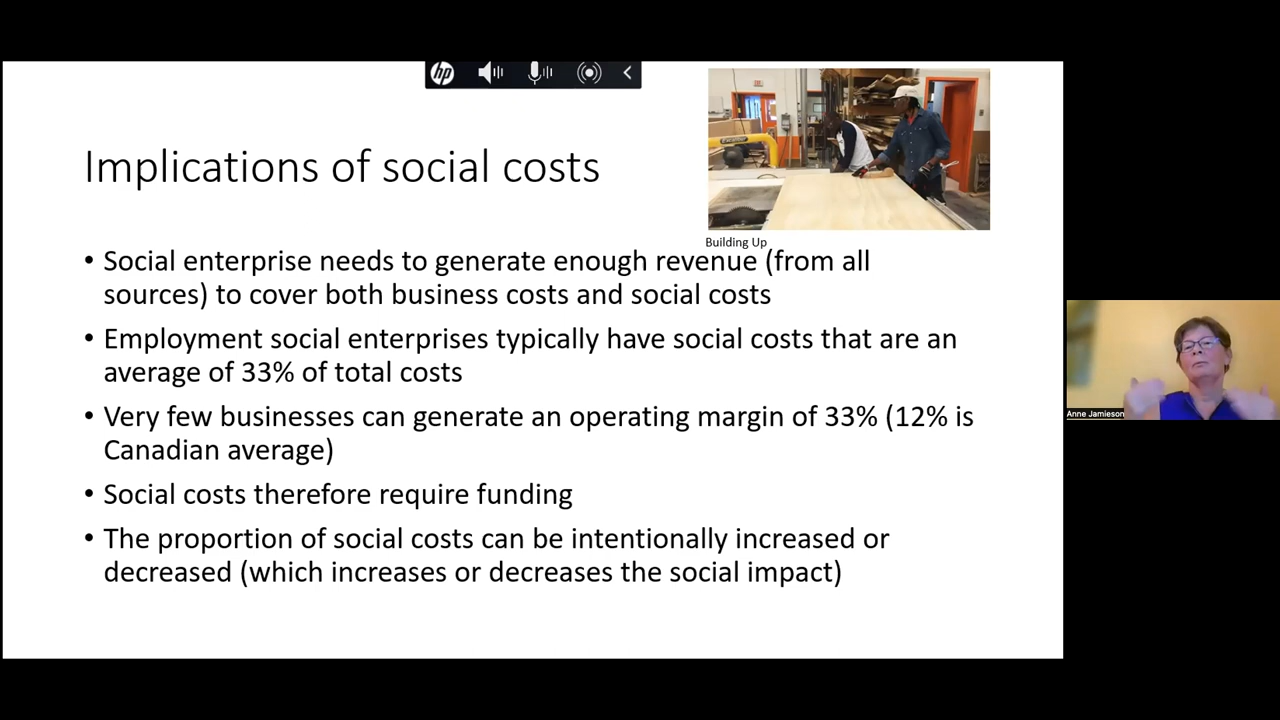 hp
Implications of social costs
Building Up
• Social enterprise needs to generate enough revenue (from all
sources) to cover both business costs and social costs
• Employment social enterprises typically have social costs that are an
average of 33% of total costs
• Very few businesses can generate an operating margin of 33% (12% is
Canadian average)
• Social costs therefore require funding
• The proportion of social costs can be intentionally increased or
decreased (which increases or decreases the social impact)
Anne Jamieson